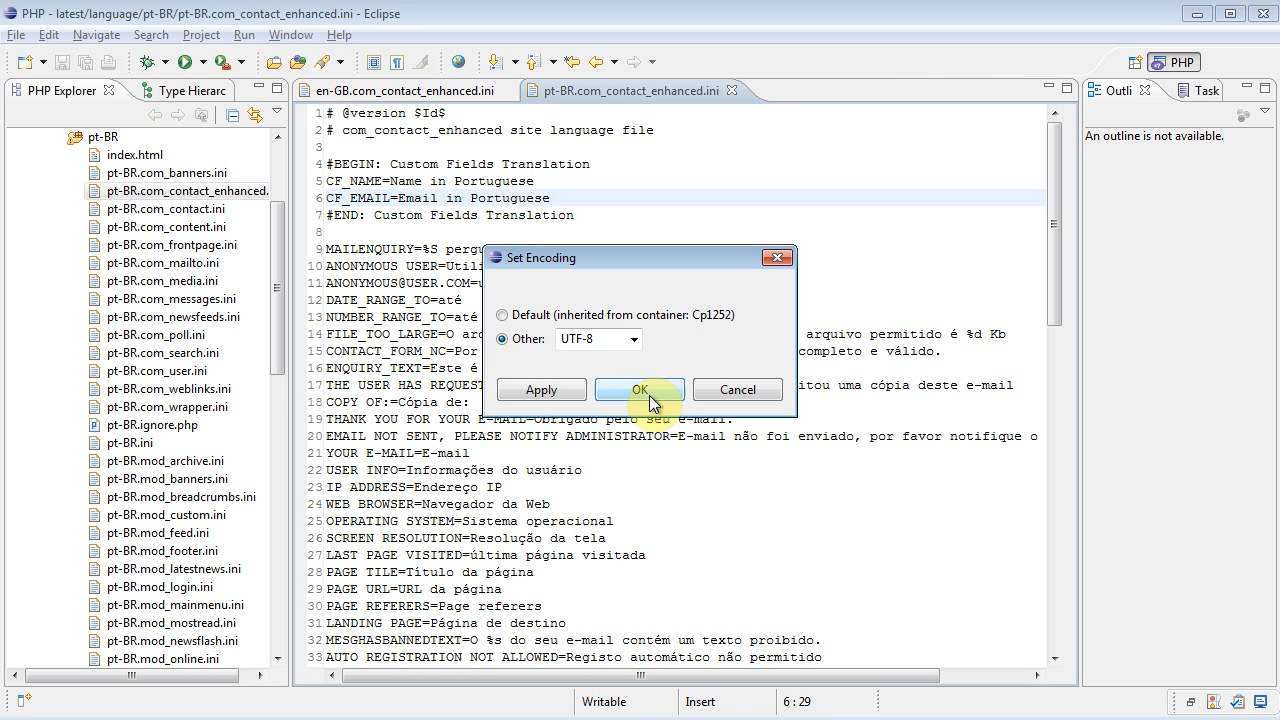 PHP - latest/language/pt-BR/pt-BR.com_contact_enhanced.ini - Eclipse
File Edit Navigate Search Project Run Window Help
PHP
PHP Explorer
Type Hierarc
en-GB.com_contact_enhanced.ini
pt-BR.com_contact_enhanced.ini
Outli
Task
An outline is not available.
pt-BR
index.html
pt-BR.com_banners.ini
pt-BR.com_contact_enhanced.
pt-BR.com_contact.ini
pt-BR.com_content.ini
pt-BR.com_frontpage.ini
pt-BR.com_mailto.ini
pt-BR.com_media.ini
pt-BR.com_messages.ini
pt-BR.com_newsfeeds.ini
pt-BR.com_poll.ini
pt-BR.com_search.ini
pt-BR.com_user.ini
pt-BR.com_weblinks.ini
pt-BR.com_wrapper.ini
pt-BR.ignore.php
pt-BR.ini
pt-BR.mod_archive.ini
pt-BR.mod_banners.ini
pt-BR.mod_breadcrumbs.ini
pt-BR.mod_custom.ini
pt-BR.mod_feed.ini
pt-BR.mod_footer.ini
pt-BR.mod_latestnews.ini
pt-BR.mod_login.ini
pt-BR.mod_mainmenu.ini
pt-BR.mod_mostread.ini
pt-BR.mod_newsflash.ini
pt-BR.mod_online.ini
1 # @version $Id$
2 # com_contact_enhanced site language file
3
4 #BEGIN: Custom Fields Translation
5 CF_NAME=Name in Portuguese
6 CF_EMAIL=Email in Portuguese
7 #END: Custom Fields Translation
8
9 MAILENQUIRY=%S pergu
10 ANONYMOUS USER=Utili
11 ANONYMOUS@USER.COM=u
12 DATE_RANGE_TO=até
13 NUMBER_RANGE_TO=até
14 FILE_TOO_LARGE=O arq arquivo permitido é %d Kb
15 CONTACT_FORM_NC=Por completo e válido.
16 ENQUIRY_TEXT=Este é
17 THE USER HAS REQUEST itou uma cópia deste e-mail
18 COPY OF:=Cópia de:
19 THANK YOU FOR YOUR E-MAIL=Obrigado pelo seu e-mail.
20 EMAIL NOT SENT, PLEASE NOTIFY ADMINISTRATOR=E-mail não foi enviado, por favor notifique o
21 YOUR E-MAIL=E-mail
22 USER INFO=Informações do usuário
23 IP ADDRESS=Endereço IP
24 WEB BROWSER=Navegador da Web
25 OPERATING SYSTEM=Sistema operacional
26 SCREEN RESOLUTION=Resolução da tela
27 LAST PAGE VISITED=última página visitada
28 PAGE TILE=Título da página
29 PAGE URL=URL da página
30 PAGE REFERERS=Page referers
31 LANDING PAGE=Página de destino
32 MESGHASBANNEDTEXT=O %s do seu e-mail contém um texto proibido.
33 AUTO REGISTRATION NOT ALLOWED=Registo automático não permitido
Set Encoding
Default (inherited from container: Cp1252)
Other: UTF-8
Apply OK Cancel
Writable Insert 6 : 29